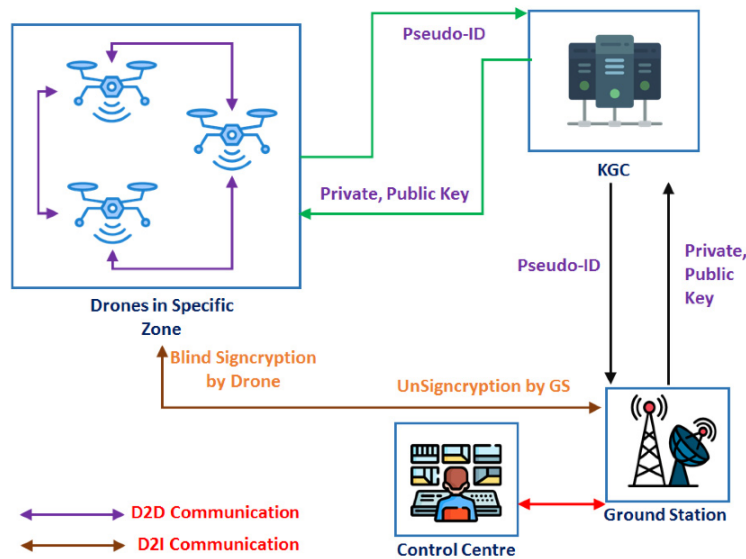 Pseudo-ID
KGC
Private, Public Key
Pseudo-ID
Private,
Public
Key
Drones in Specific
Zone
Blind Signcryption
by Drone
UnSigncryption by GS
D2D Communication
D2I Communication
Control Centre
Ground Station